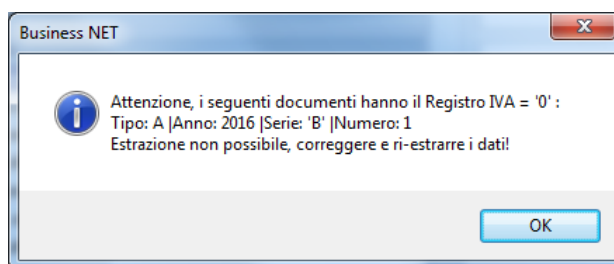 Business NET
Attenzione, i seguenti documenti hanno il Registro IVA = '0' :
Tipo: A |Anno: 2016 |Serie: 'B' |Numero: 1
Estrazione non possibile, correggere e ri-estrarre i dati!
OK